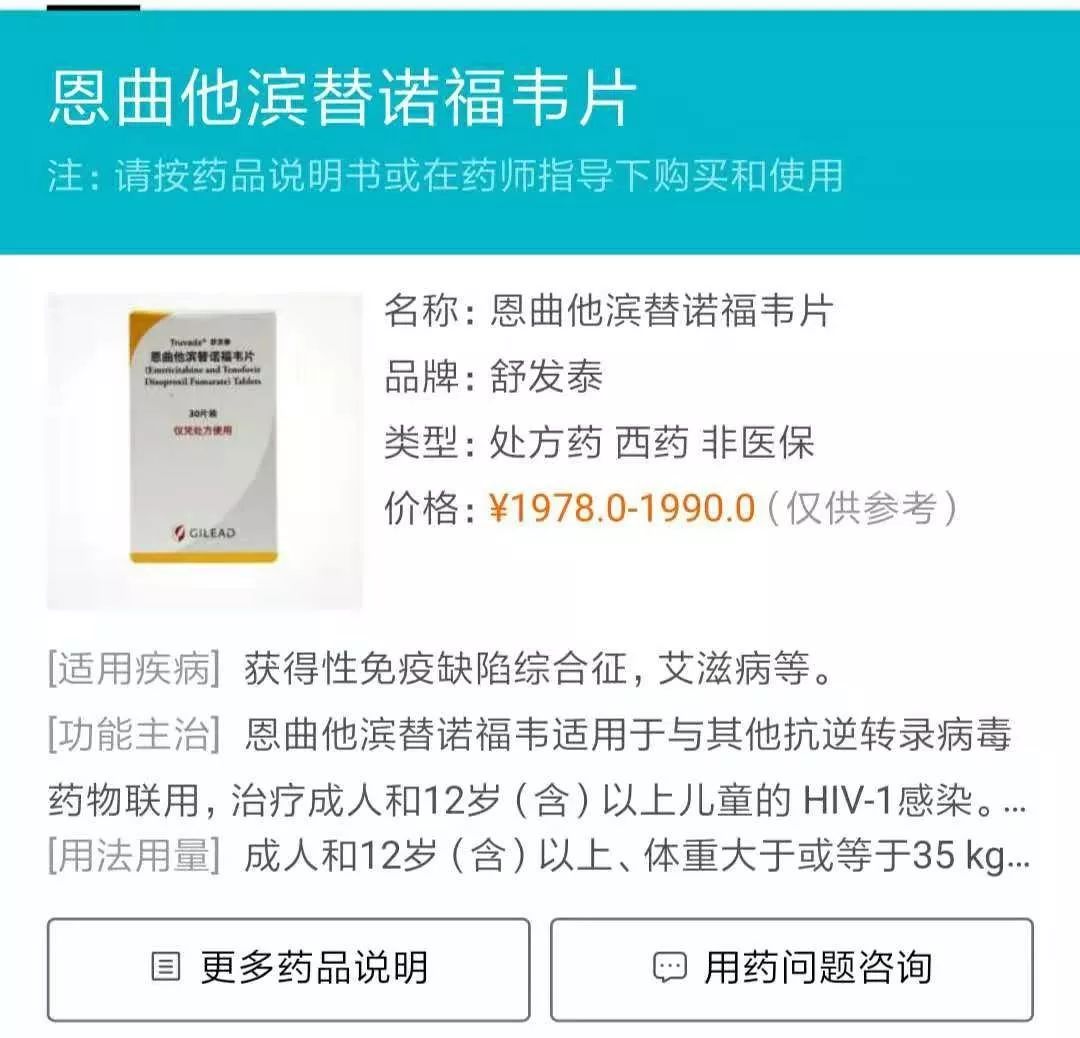 恩曲他滨替诺福韦片
注：请按药品说明书或在药师指导下购买和使用
Truvada® 舒发泰
恩曲他滨替诺福韦片
(Emtricitabine and Tenofovir
Disoproxil Fumarate) Tablets
30片装
仅凭处方使用
GILEAD
名称：恩曲他滨替诺福韦片
品牌：舒发泰
类型：处方药 西药 非医保
价格：¥1978.0-1990.0（仅供参考）
[适用疾病] 获得性免疫缺陷综合征，艾滋病等。
[功能主治] 恩曲他滨替诺福韦适用于与其他抗逆转录病毒
药物联用，治疗成人和12岁（含）以上儿童的 HIV-1感染。...
[用法用量] 成人和12岁（含）以上、体重大于或等于35 kg...
更多药品说明
用药问题咨询